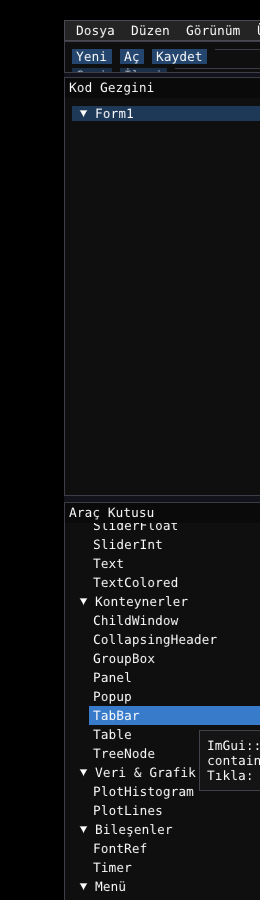 Dosya Düzen Görünüm
Yeni Aç Kaydet
Kod Gezgini
▼ Form1
Araç Kutusu
SliderFloat
SliderInt
Text
TextColored
▼ Konteynerler
ChildWindow
CollapsingHeader
GroupBox
Panel
Popup
TabBar
Table
TreeNode
ImGui::
contain
Tıkla:
▼ Veri & Grafik
PlotHistogram
PlotLines
▼ Bileşenler
FontRef
Timer
▼ Menü